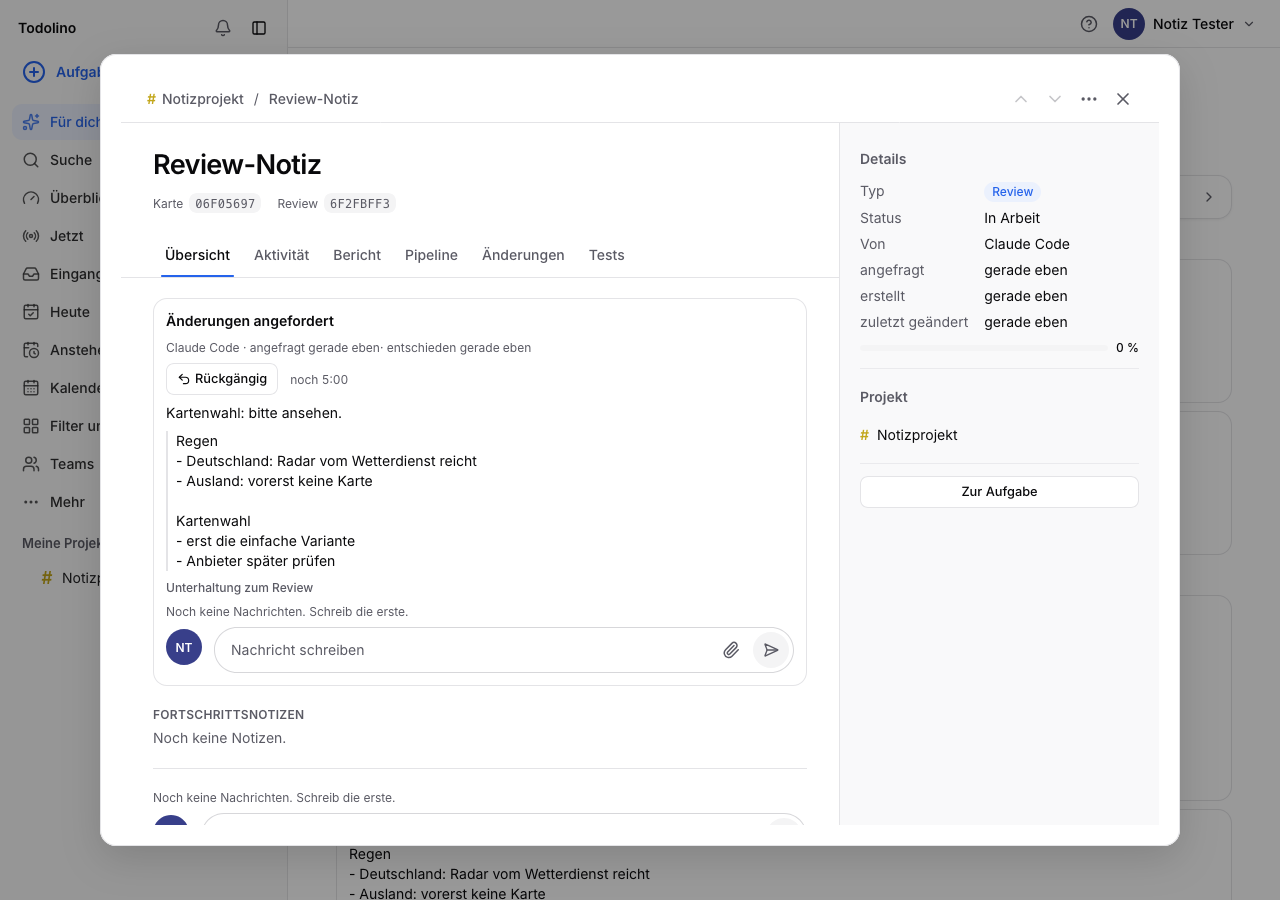 Todolino
NT Notiz Tester
Aufgab
Für dich
Suche
Überbli
Jetzt
Eingang
Heute
Anstehe
Kalende
Filter un
Teams
Mehr
Meine Projek
# Notizp
# Notizprojekt / Review-Notiz
Review-Notiz
Karte 06F05697 Review 6F2FBFF3
Übersicht Aktivität Bericht Pipeline Änderungen Tests
Änderungen angefordert
Claude Code · angefragt gerade eben· entschieden gerade eben
Rückgängig noch 5:00
Kartenwahl: bitte ansehen.
Regen
- Deutschland: Radar vom Wetterdienst reicht
- Ausland: vorerst keine Karte
Kartenwahl
- erst die einfache Variante
- Anbieter später prüfen
Unterhaltung zum Review
Noch keine Nachrichten. Schreib die erste.
NT Nachricht schreiben
FORTSCHRITTSNOTIZEN
Noch keine Notizen.
Noch keine Nachrichten. Schreib die erste.
Details
Typ Review
Status In Arbeit
Von Claude Code
angefragt gerade eben
erstellt gerade eben
zuletzt geändert gerade eben
0 %
Projekt
# Notizprojekt
Zur Aufgabe
Regen
- Deutschland: Radar vom Wetterdienst reicht
- Ausland: vorerst keine Karte